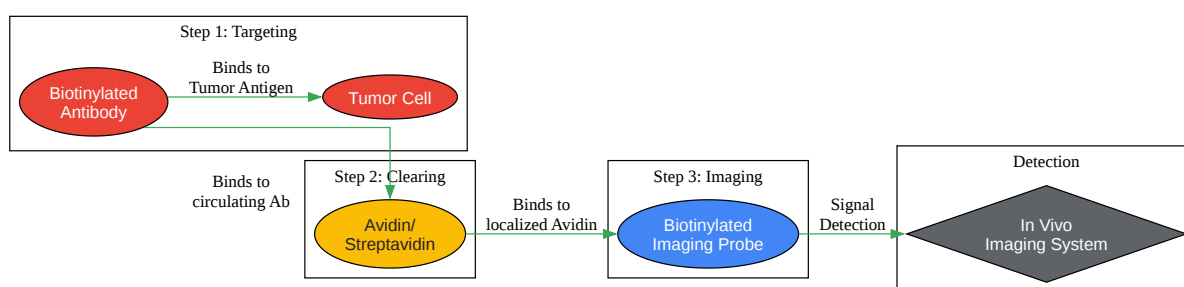 Step 1: Targeting
Biotinylated
Antibody
Binds to
Tumor Antigen
Tumor Cell
Binds to
circulating Ab
Step 2: Clearing
Avidin/
Streptavidin
Binds to
localized Avidin
Step 3: Imaging
Biotinylated
Imaging Probe
Signal
Detection
Detection
In Vivo
Imaging System